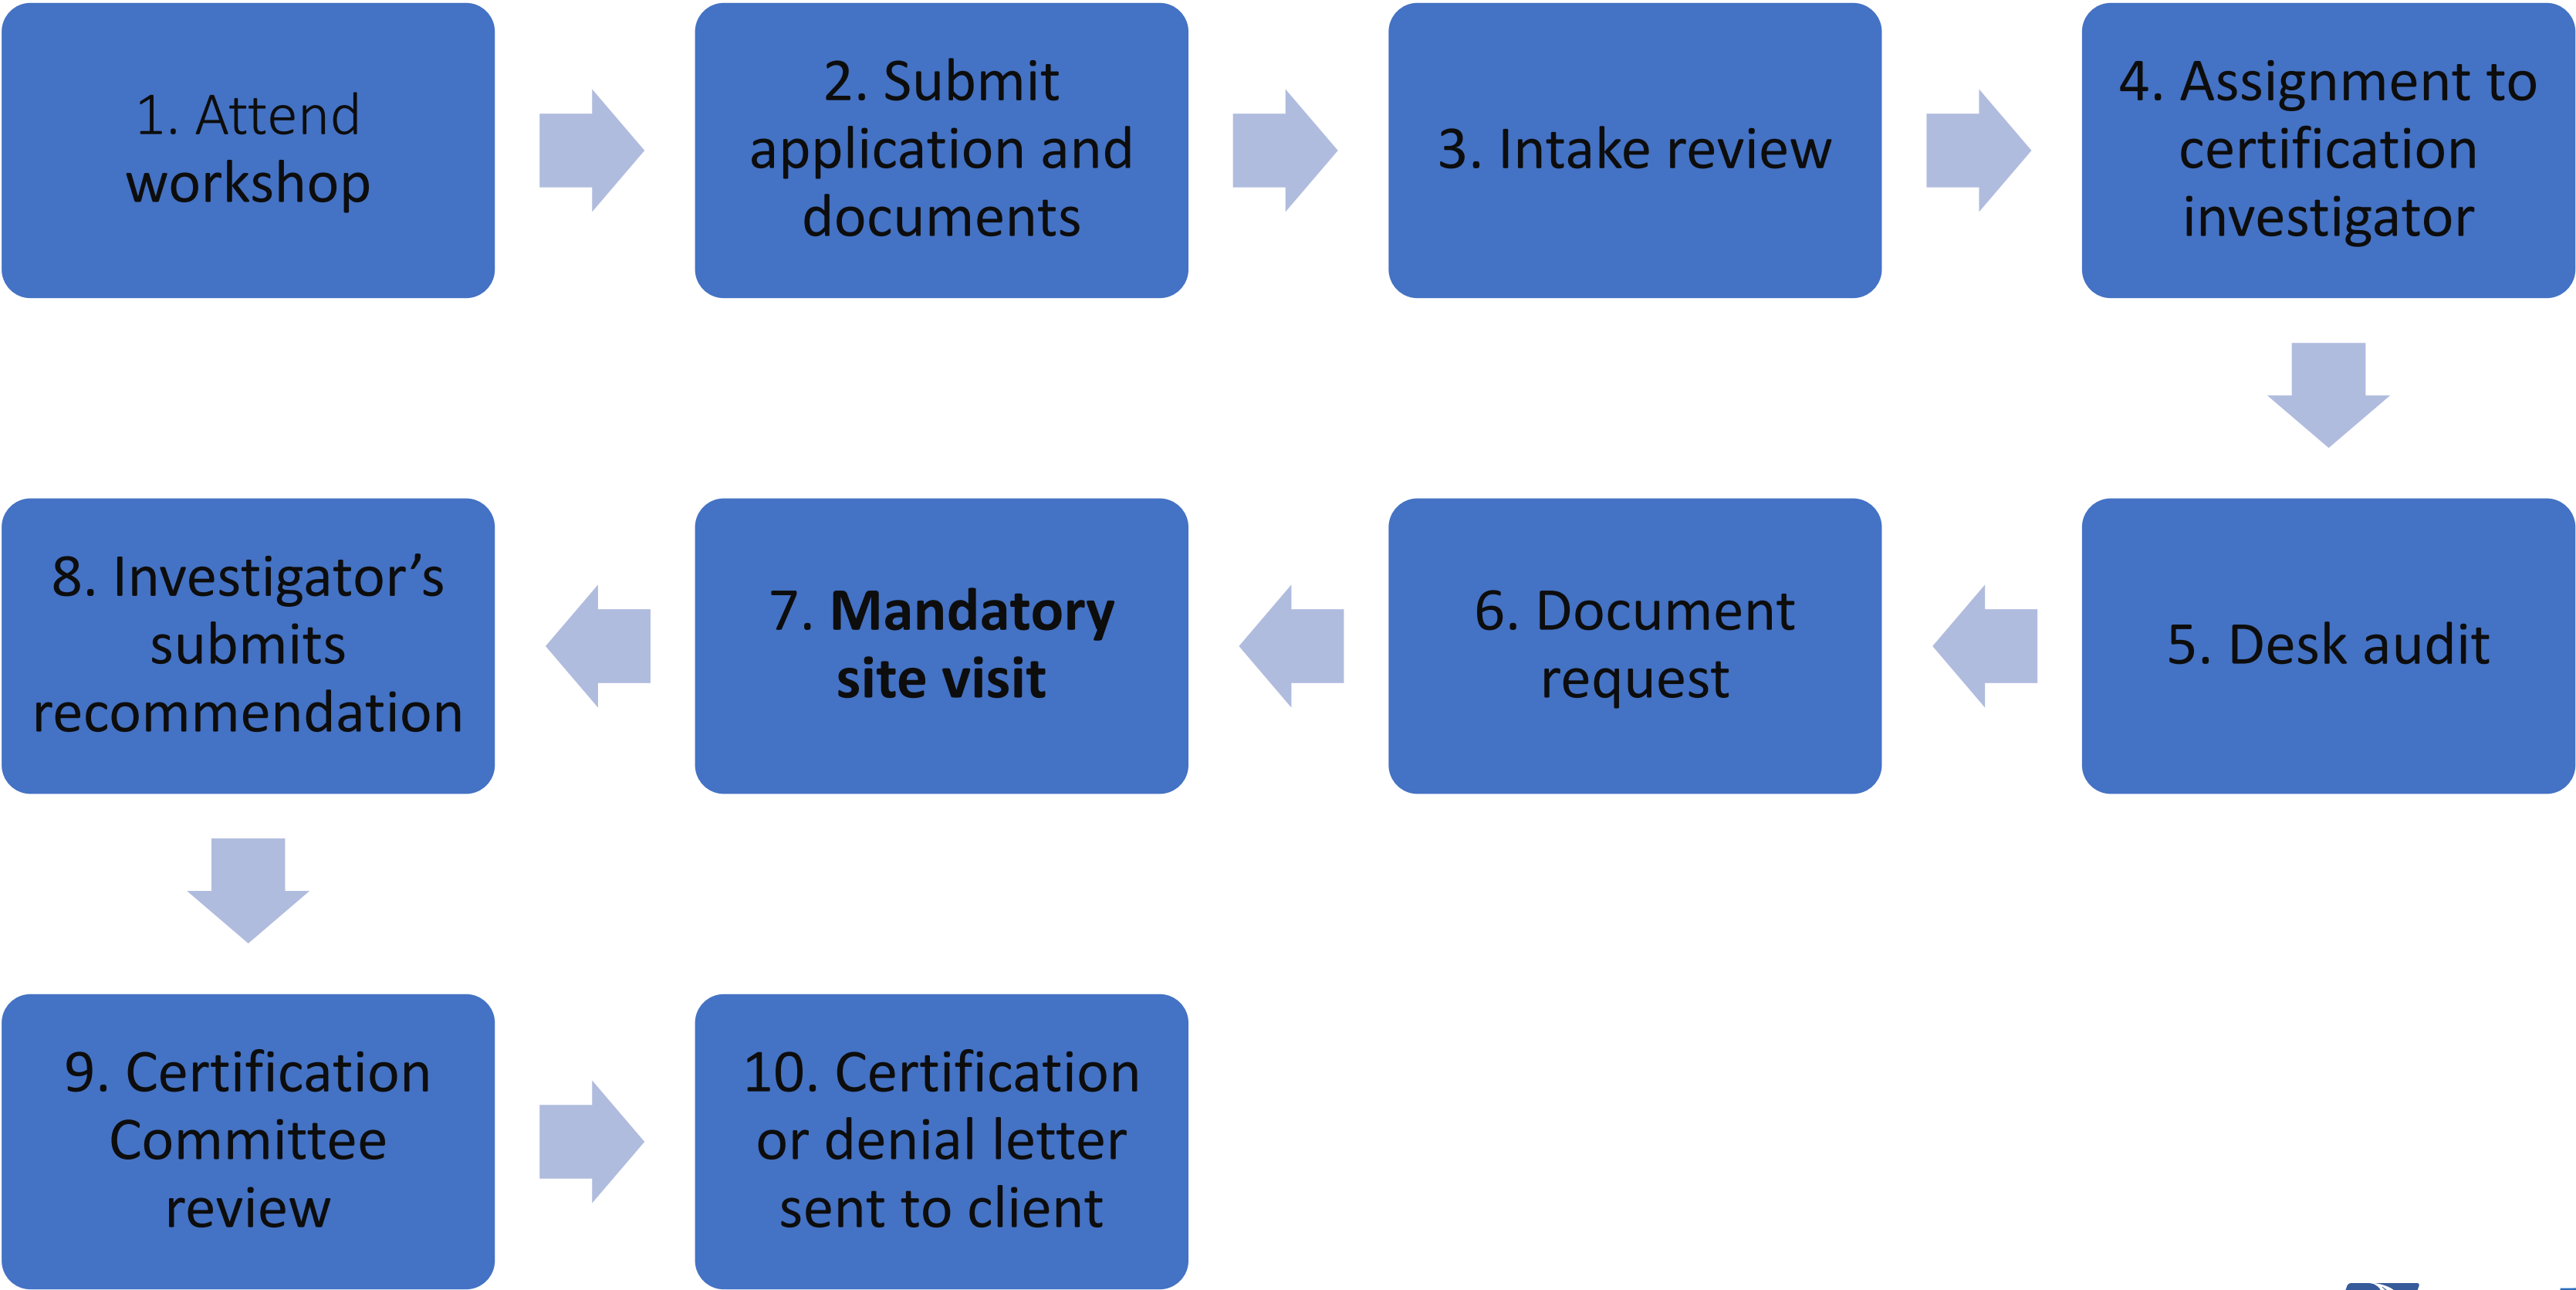 1. Attend
workshop
2. Submit
application and
documents
3. Intake review
4. Assignment to
certification
investigator
5. Desk audit
6. Document
request
7. Mandatory
site visit
8. Investigator’s
submits
recommendation
9. Certification
Committee
review
10. Certification
or denial letter
sent to client